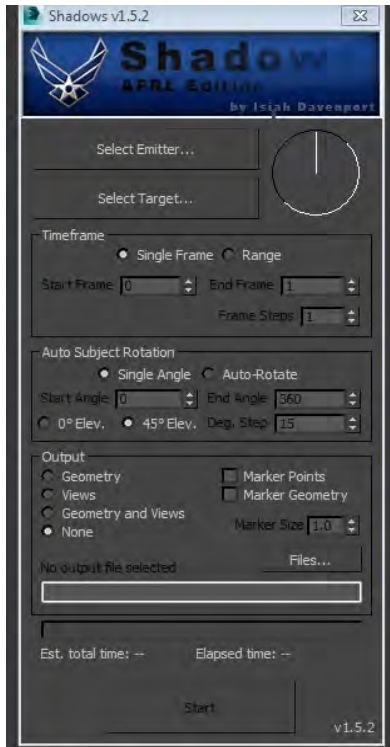 Shadows v1.5.2
Shadow
AFRL Edition
by Isiah Davenport
Select Emitter...
Select Target...
Timeframe
Single Frame Range
Start Frame 0 End Frame 1
Frame Steps 1
Auto Subject Rotation
Single Angle Auto-Rotate
Start Angle 0 End Angle 360
0° Elev. 45° Elev. Deg. Step 15
Output
Geometry Marker Points
Views Marker Geometry
Geometry and Views
None Marker Size 1.0
Files...
No output file selected
Est. total time: -- Elapsed time: --
Start
v1.5.2